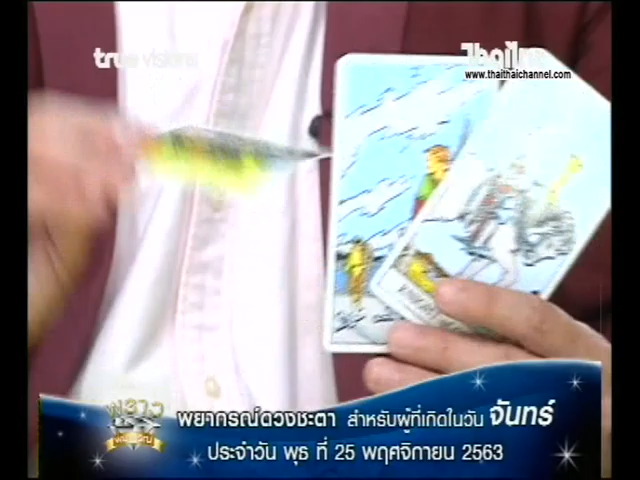 true visions
ThaiThai
www.thaithaichannel.com
พยากรณ์ดวงชะตา สำหรับผู้ที่เกิดในวัน จันทร์
ประจำวัน พุธ ที่ 25 พฤศจิกายน 2563